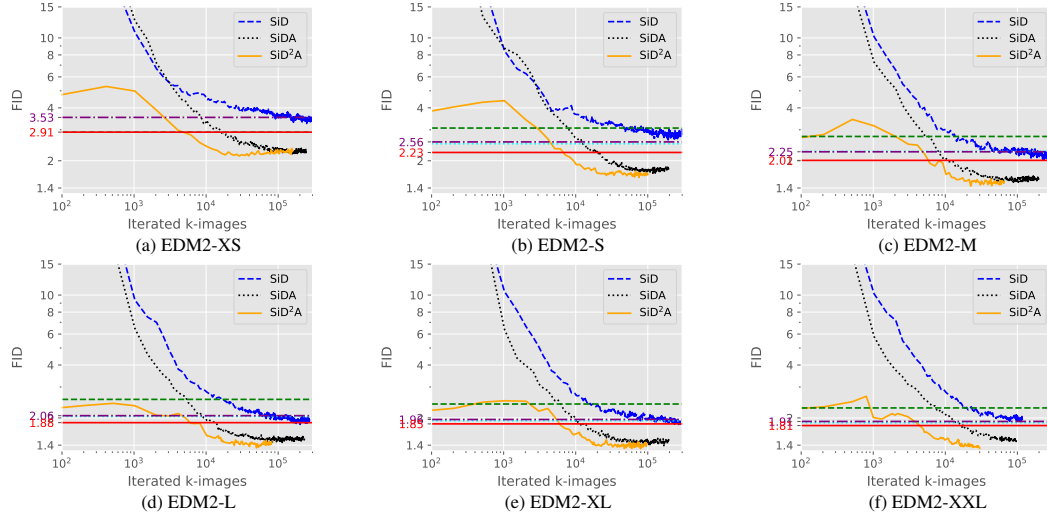 15
10
8
6
4
3.53
2.91
2
1.4
FID
SiD
SiDA
SiD²A
10² 10³ 10⁴ 10⁵
Iterated k-images
(a) EDM2-XS
15
10
8
6
4
2.56
2.23
2
1.4
FID
SiD
SiDA
SiD²A
10² 10³ 10⁴ 10⁵
Iterated k-images
(b) EDM2-S
15
10
8
6
4
2.25
1.4
FID
SiD
SiDA
SiD²A
10² 10³ 10⁴ 10⁵
Iterated k-images
(c) EDM2-M
15
10
8
6
4
2.06
1.88
1.4
FID
SiD
SiDA
SiD²A
10² 10³ 10⁴ 10⁵
Iterated k-images
(d) EDM2-L
15
10
8
6
4
1.85
1.4
FID
SiD
SiDA
SiD²A
10² 10³ 10⁴ 10⁵
Iterated k-images
(e) EDM2-XL
15
10
8
6
4
2
1.81
1.4
FID
SiD
SiDA
SiD²A
10² 10³ 10⁴ 10⁵
Iterated k-images
(f) EDM2-XXL